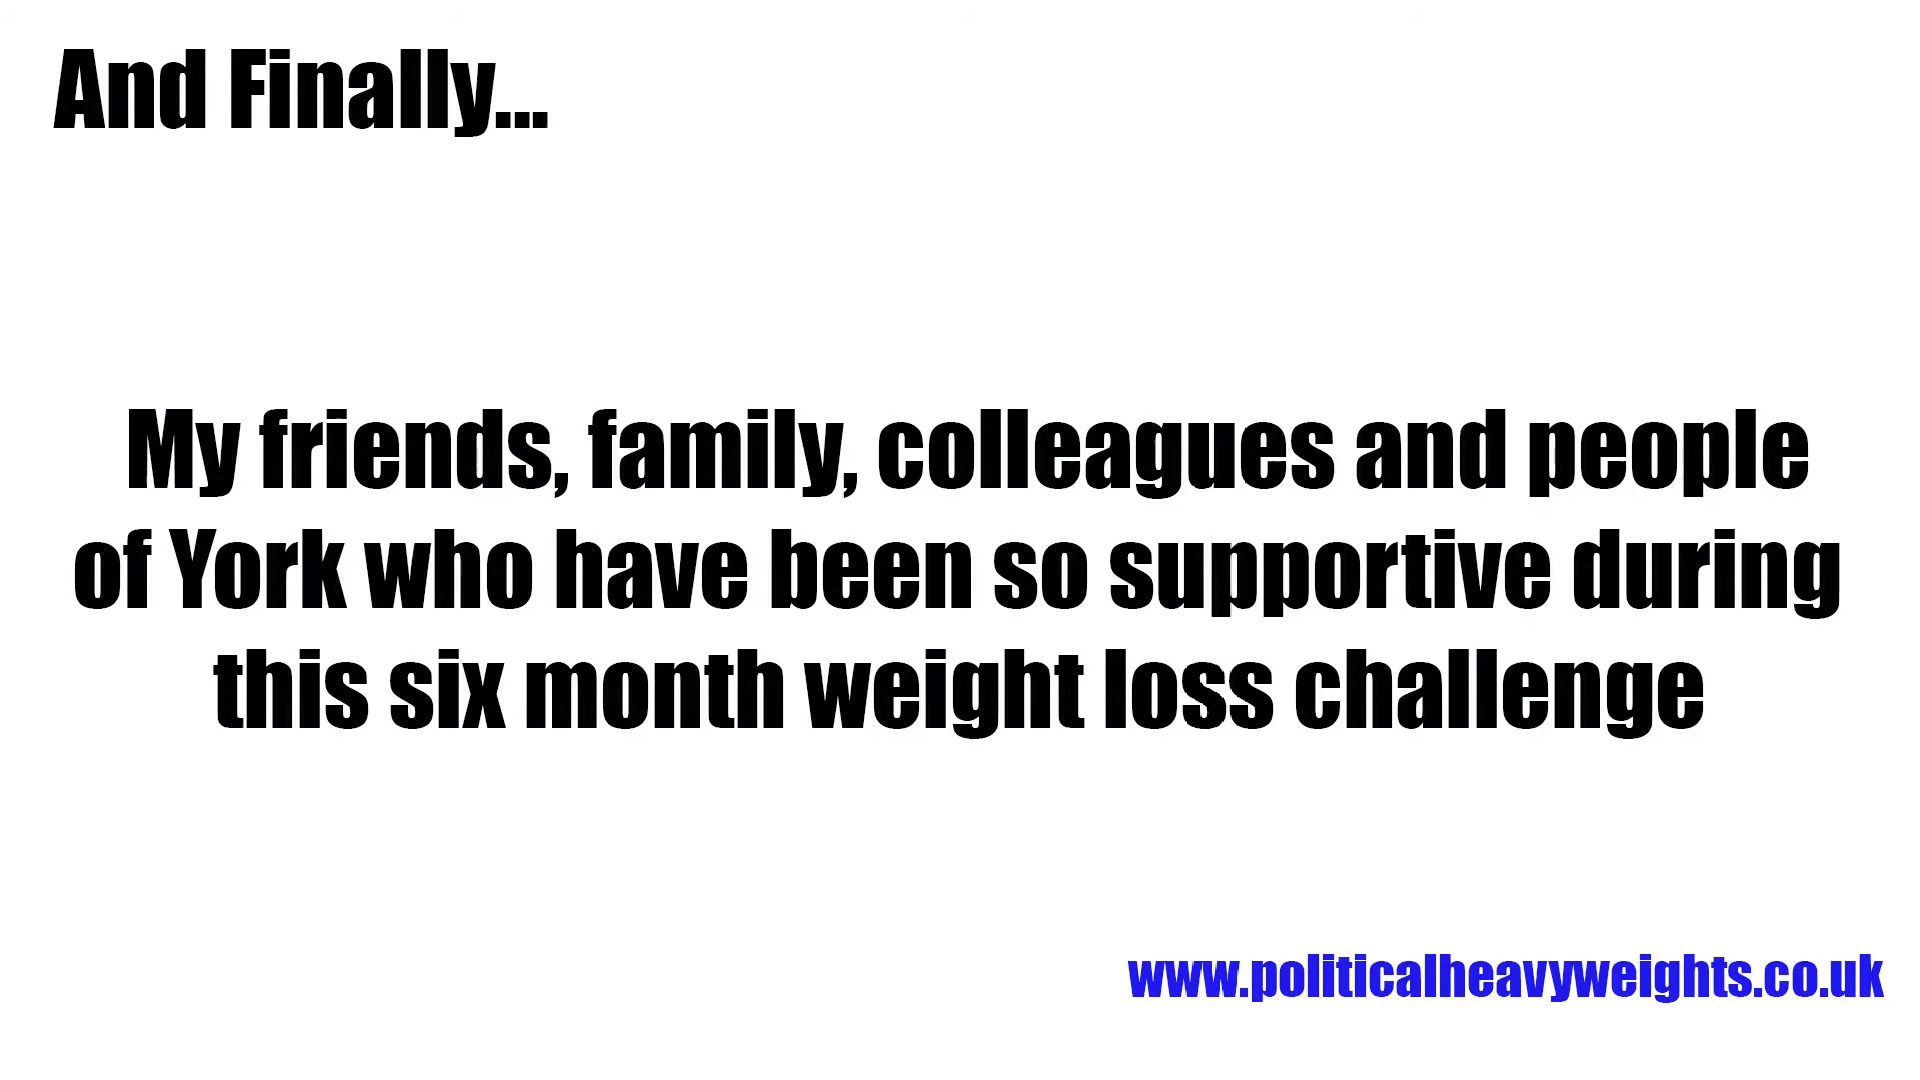 And Finally...
My friends, family, colleagues and people
of York who have been so supportive during
this six month weight loss challenge
www.politicalheavyweights.co.uk